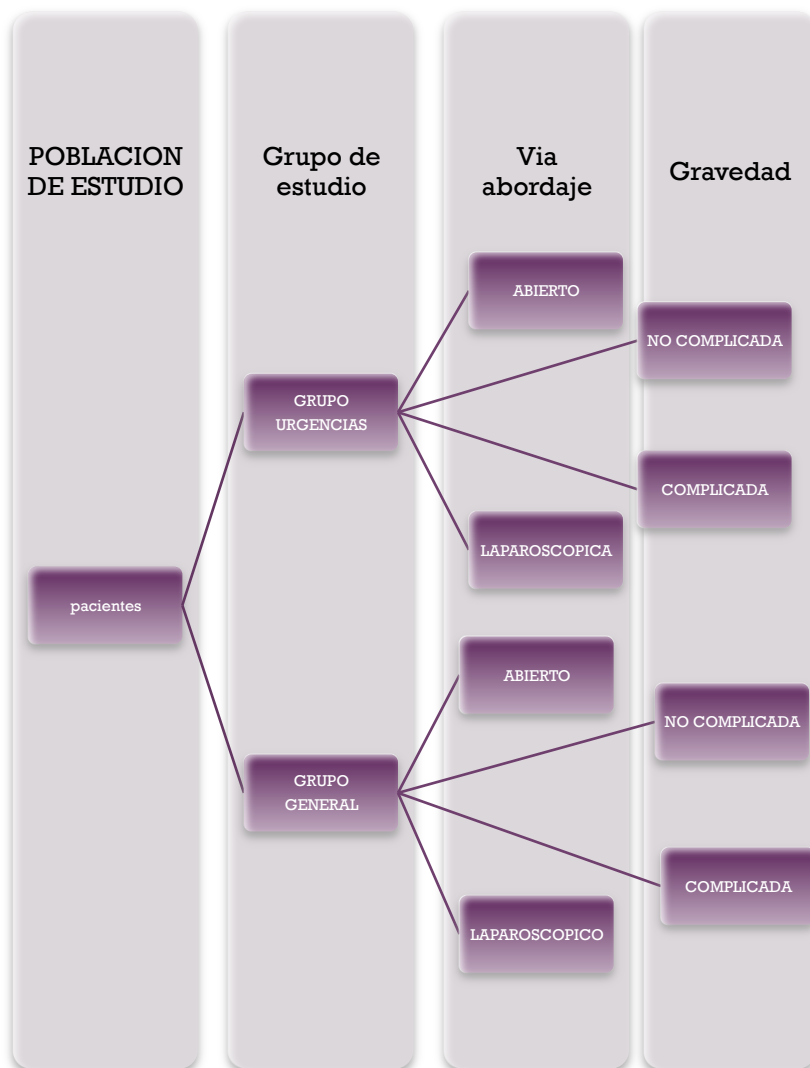 POBLACION
DE ESTUDIO
Grupo de
estudio
Via
abordaje
Gravedad
ABIERTO
NO COMPLICADA
GRUPO
URGENCIAS
COMPLICADA
LAPAROSCOPICA
pacientes
ABIERTO
NO COMPLICADA
GRUPO
GENERAL
COMPLICADA
LAPAROSCOPICO